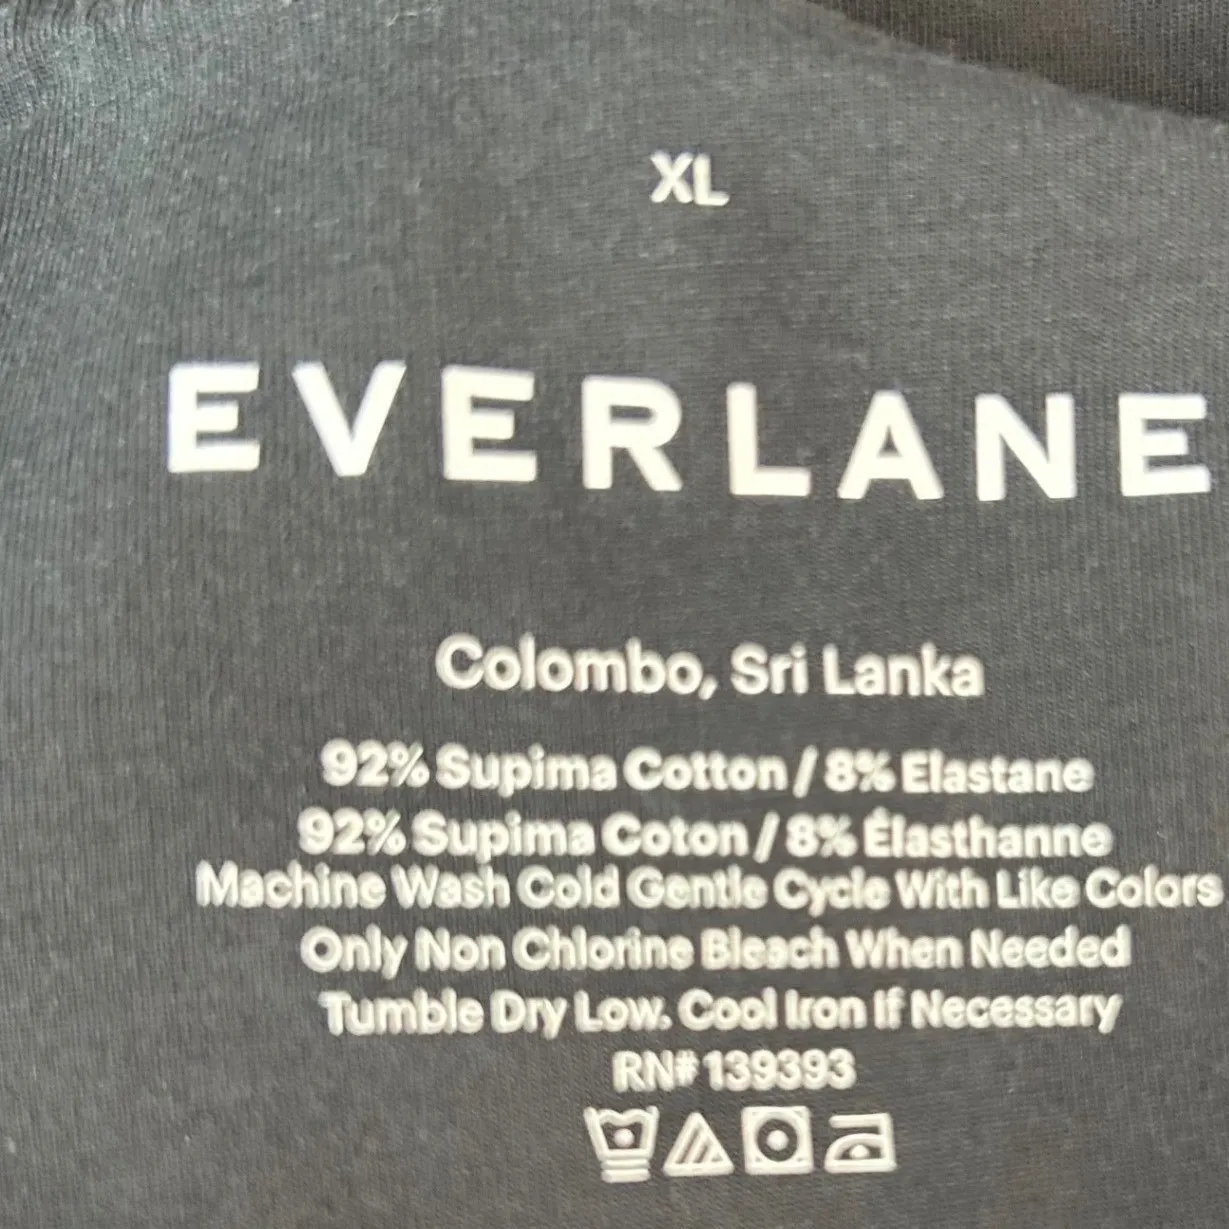 XL
EVERLANE
Colombo, Sri Lanka
92% Supima Cotton / 8% Elastane
92% Supima Coton / 8% Élasthanne
Machine Wash Cold Gentle Cycle With Like Colors
Only Non Chlorine Bleach When Needed
Tumble Dry Low. Cool Iron If Necessary
RN# 139393